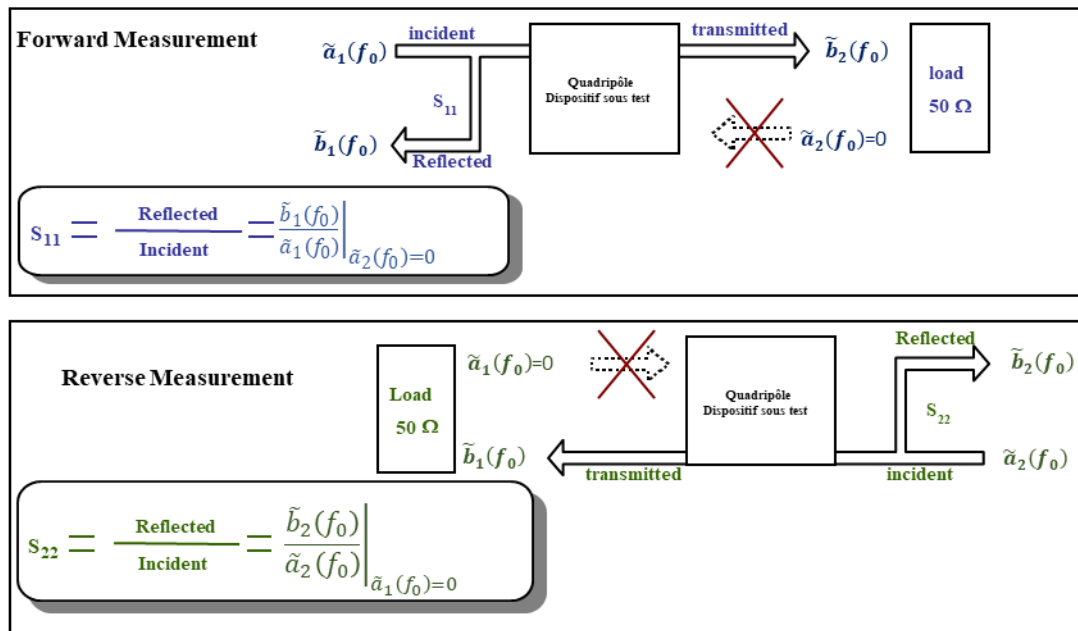 Forward Measurement
incident
transmitted
ã₁(f₀)
b̃₂(f₀)
load
50 Ω
Quadripôle
Dispositif sous test
S₁₁
b̃₁(f₀)
Reflected
ã₂(f₀)=0
S₁₁ = Reflected / Incident = b̃₁(f₀) / ã₁(f₀) |ã₂(f₀)=0
Reverse Measurement
Load
50 Ω
ã₁(f₀)=0
Quadripôle
Dispositif sous test
Reflected
b̃₂(f₀)
S₂₂
b̃₁(f₀)
transmitted
incident
ã₂(f₀)
S₂₂ = Reflected / Incident = b̃₂(f₀) / ã₂(f₀) |ã₁(f₀)=0